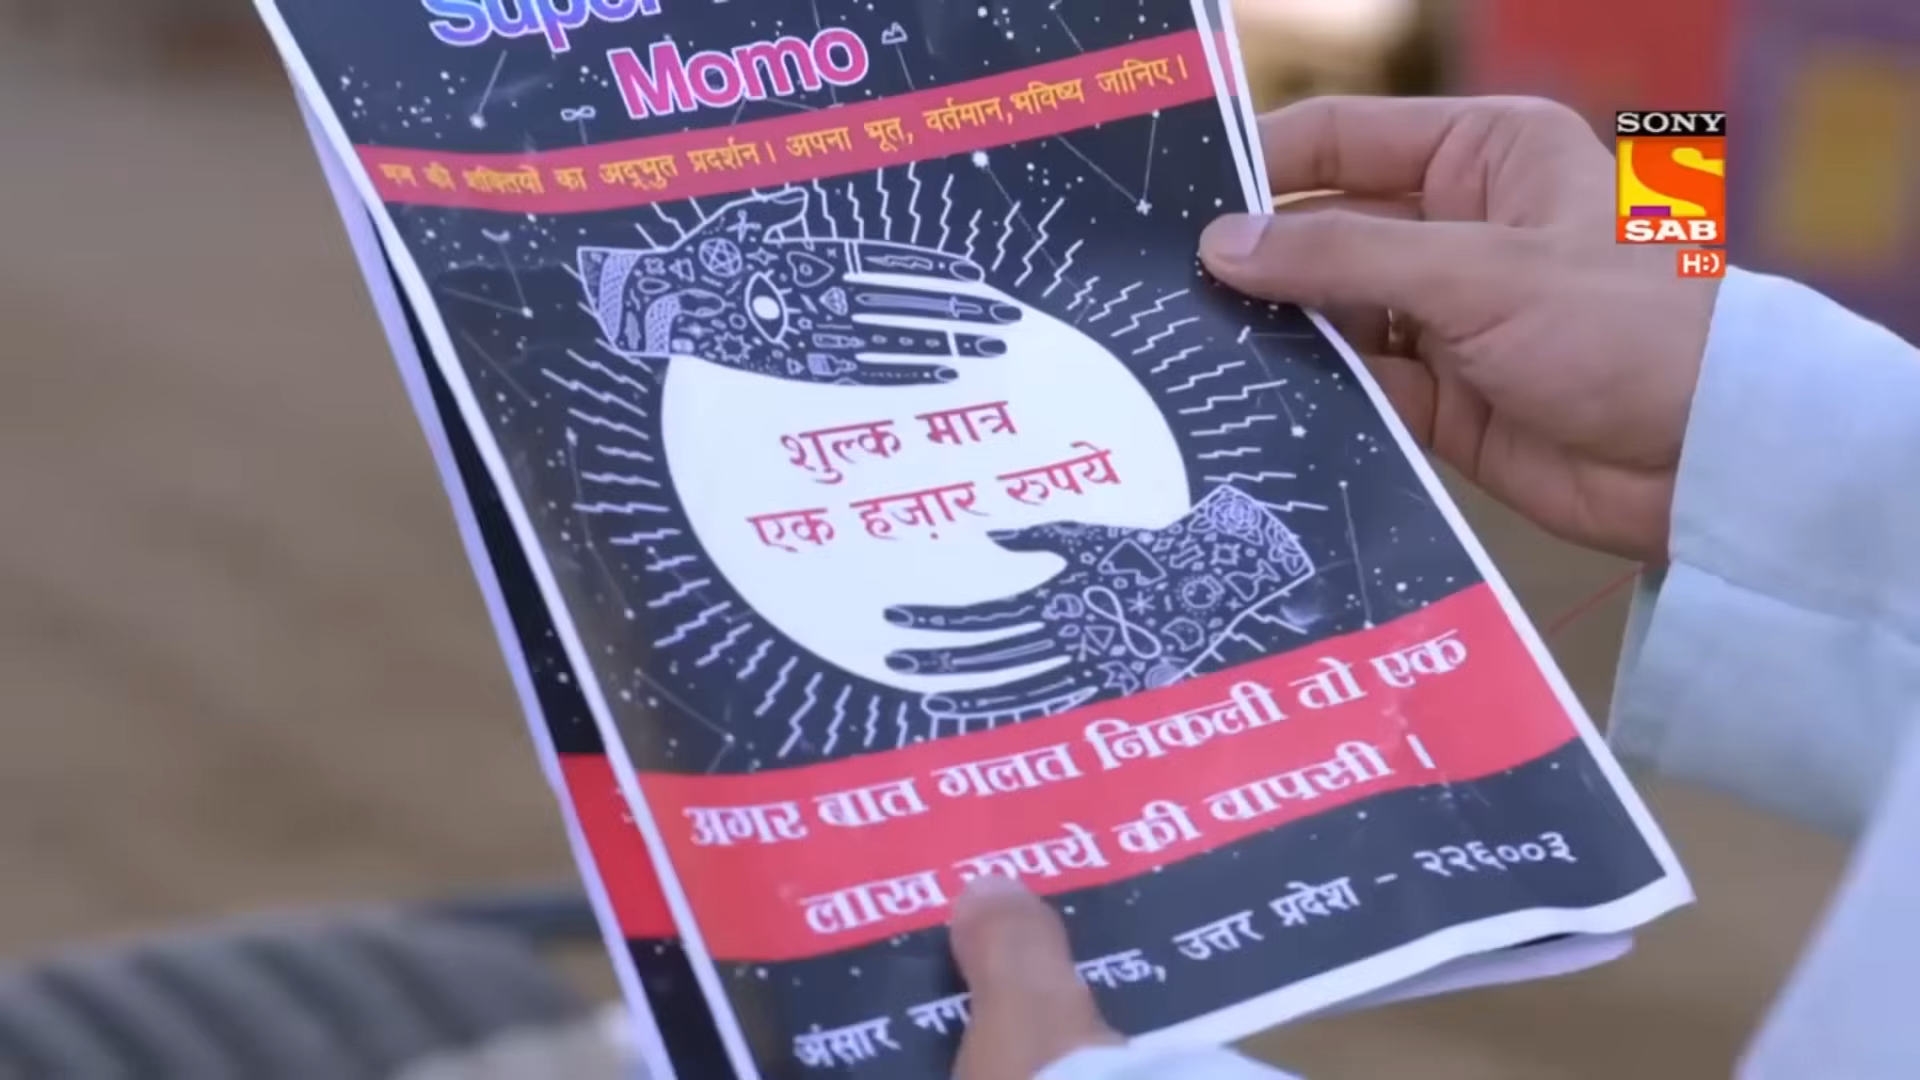 Super
Momo
मन की शक्तियों का अद्भुत प्रदर्शन। अपना भूत, वर्तमान, भविष्य जानिए।
शुल्क मात्र
एक हज़ार रुपये
अगर बात गलत निकली तो एक
लाख रुपये की वापसी।
अंसार उत्तर प्रदेश - २२६००३
SONY
SAB
H:)